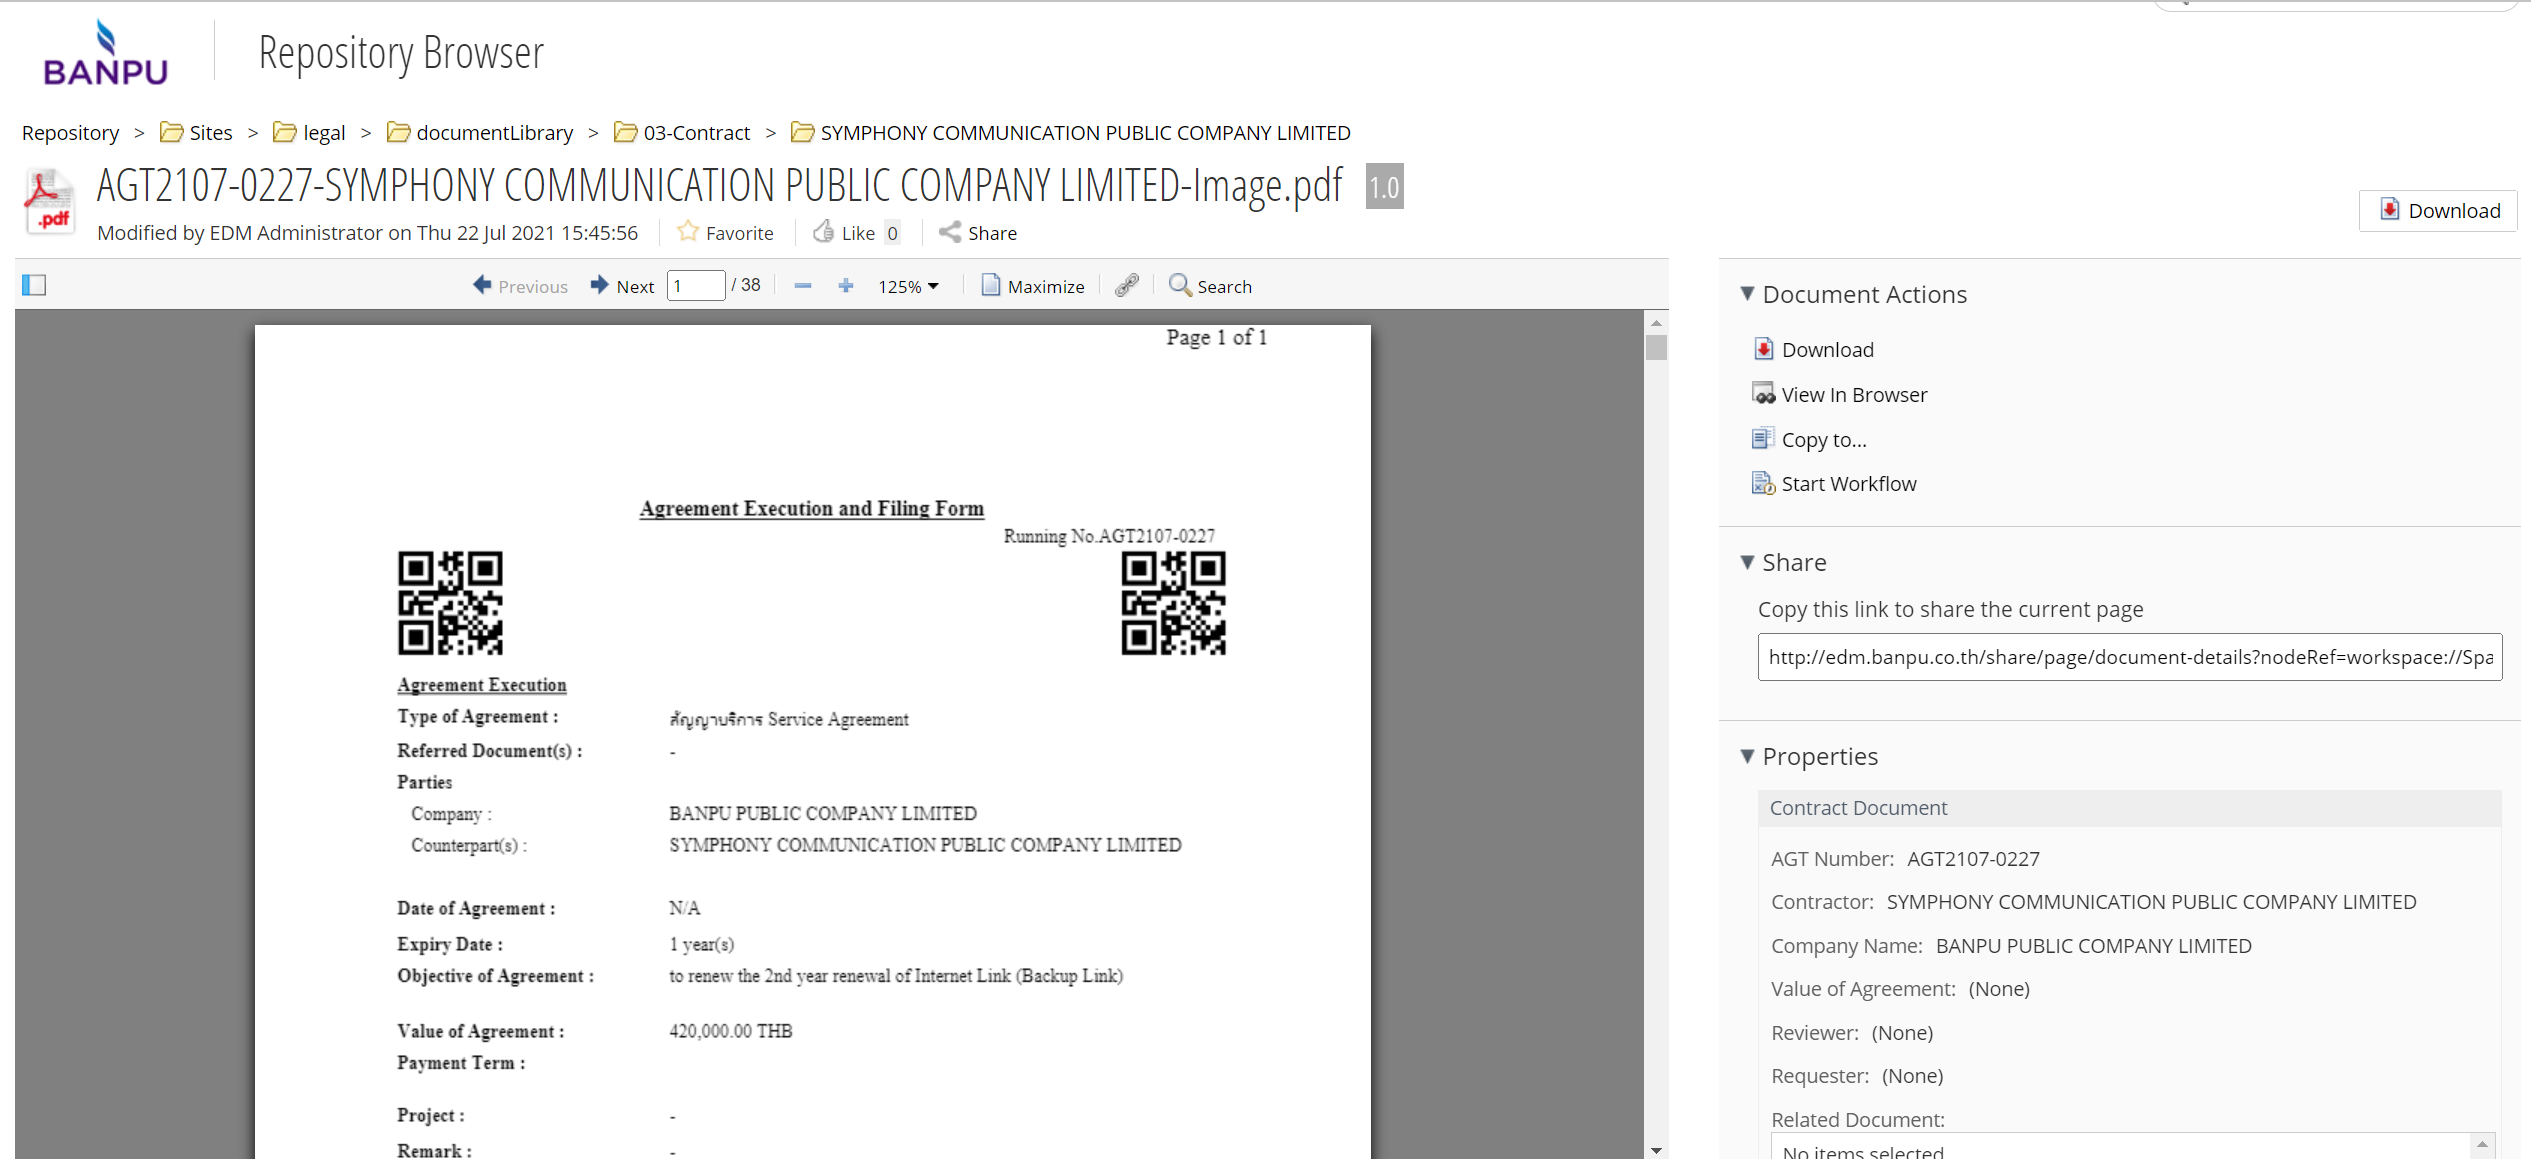 BANPU
Repository Browser
Repository > Sites > legal > documentLibrary > 03-Contract > SYMPHONY COMMUNICATION PUBLIC COMPANY LIMITED
.pdf
AGT2107-0227-SYMPHONY COMMUNICATION PUBLIC COMPANY LIMITED-Image.pdf 1.0
Modified by EDM Administrator on Thu 22 Jul 2021 15:45:56 Favorite Like 0 Share
Download
Previous Next 1 / 38 125% Maximize Search
Page 1 of 1
Agreement Execution and Filing Form
Running No.AGT2107-0227
Agreement Execution
Type of Agreement : สัญญาบริการ Service Agreement
Referred Document(s) : -
Parties
Company : BANPU PUBLIC COMPANY LIMITED
Counterpart(s) : SYMPHONY COMMUNICATION PUBLIC COMPANY LIMITED
Date of Agreement : N/A
Expiry Date : 1 year(s)
Objective of Agreement : to renew the 2nd year renewal of Internet Link (Backup Link)
Value of Agreement : 420,000.00 THB
Payment Term :
Project : -
Remark : -
Document Actions
Download
View In Browser
Copy to...
Start Workflow
Share
Copy this link to share the current page
http://edm.banpu.co.th/share/page/document-details?nodeRef=workspace://Spa
Properties
Contract Document
AGT Number: AGT2107-0227
Contractor: SYMPHONY COMMUNICATION PUBLIC COMPANY LIMITED
Company Name: BANPU PUBLIC COMPANY LIMITED
Value of Agreement: (None)
Reviewer: (None)
Requester: (None)
Related Document:
No items selected